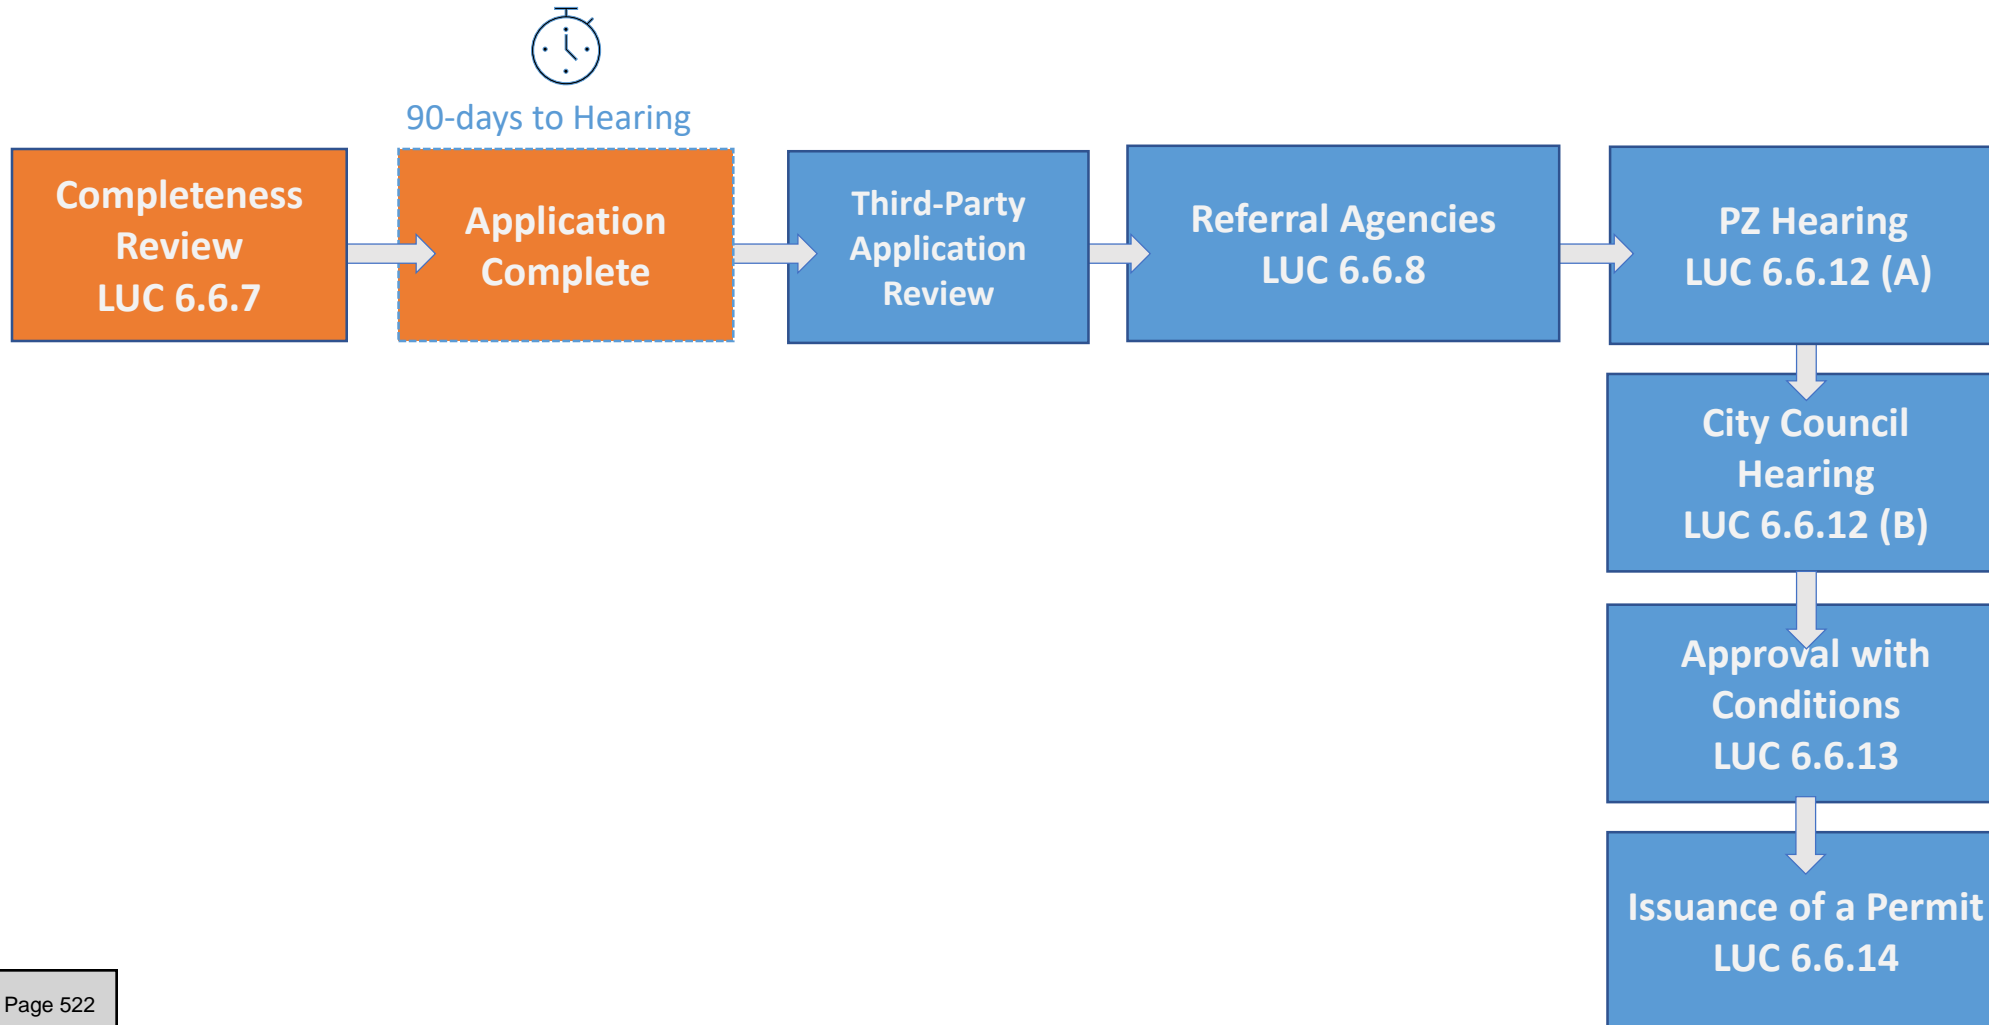 90-days to Hearing
Completeness
Review
LUC 6.6.7
Application
Complete
Third-Party
Application
Review
Referral Agencies
LUC 6.6.8
PZ Hearing
LUC 6.6.12 (A)
City Council
Hearing
LUC 6.6.12 (B)
Approval with
Conditions
LUC 6.6.13
Issuance of a Permit
LUC 6.6.14
Page 522